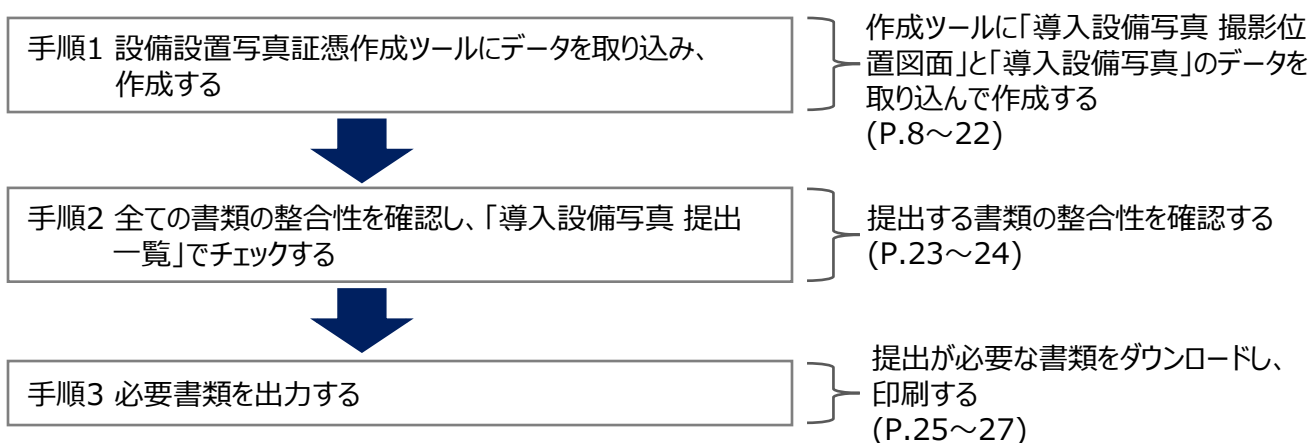 手順1 設備設置写真証憑作成ツールにデータを取り込み、
作成する
作成ツールに「導入設備写真 撮影位
置図面」と「導入設備写真」のデータを
取り込んで作成する
(P.8～22)
手順2 全ての書類の整合性を確認し、「導入設備写真 提出
一覧」でチェックする
提出する書類の整合性を確認する
(P.23～24)
手順3 必要書類を出力する
提出が必要な書類をダウンロードし、
印刷する
(P.25～27)